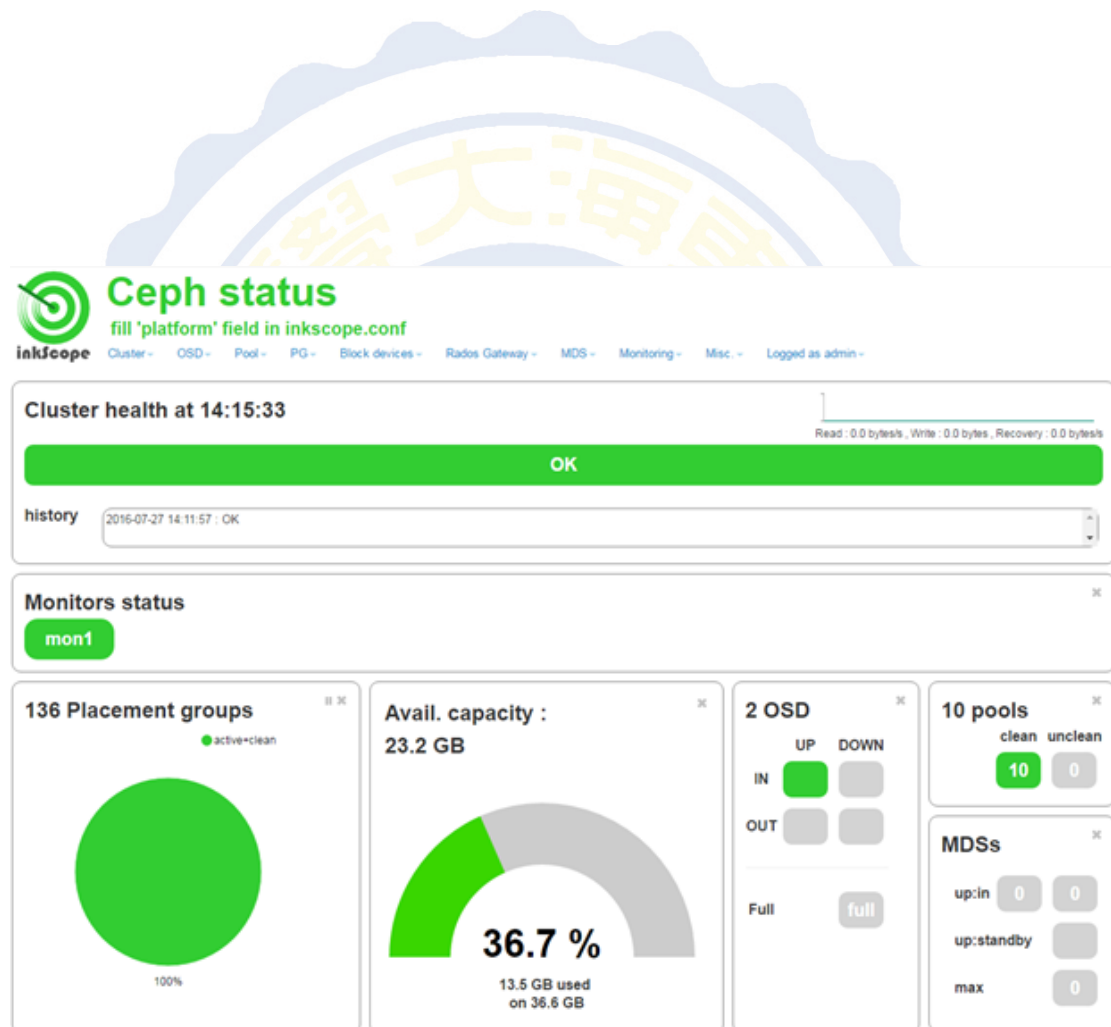 學大海東
Ceph status
fill 'platform' field in inkscope.conf
inkScope
Cluster OSD Pool PG Block devices Rados Gateway MDS Monitoring Misc. Logged as admin
Cluster health at 14:15:33
Read : 0.0 bytes/s , Write : 0.0 bytes , Recovery : 0.0 bytes/s
OK
history
2016-07-27 14:11:57 : OK
Monitors status
mon1
136 Placement groups
active+clean
100%
Avail. capacity :
23.2 GB
36.7 %
13.5 GB used
on 36.6 GB
2 OSD
UP DOWN
IN
OUT
Full full
10 pools
clean unclean
10 0
MDSs
up:in 0 0
up:standby
max 0